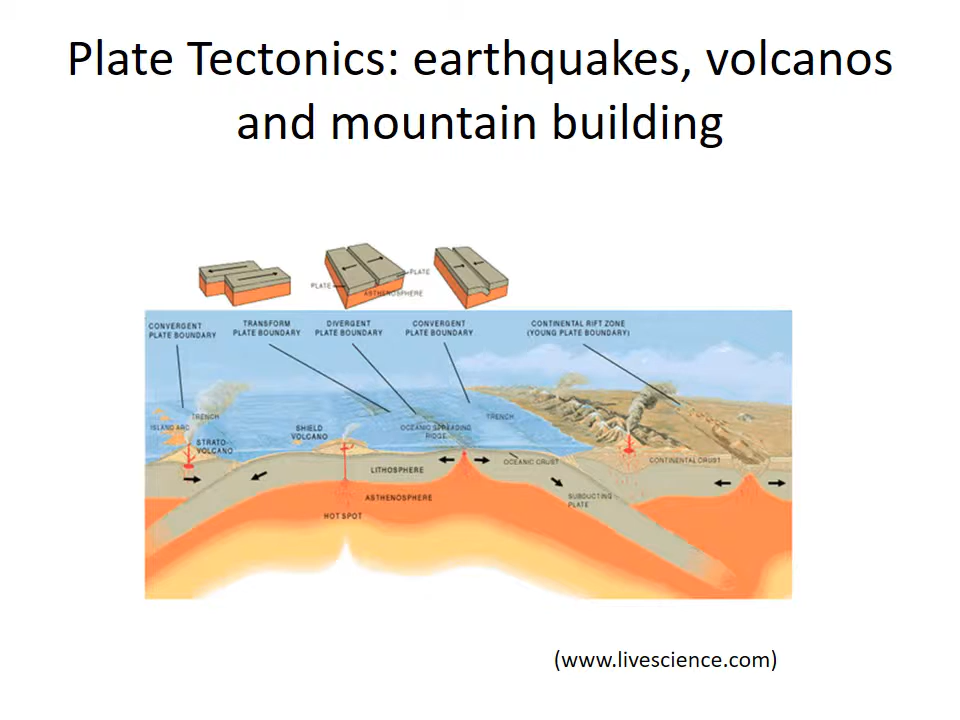 Plate Tectonics: earthquakes, volcanos
and mountain building
PLATE
PLATE
ASTHENOSPHERE
CONVERGENT
PLATE BOUNDARY
TRANSFORM
PLATE BOUNDARY
DIVERGENT
PLATE BOUNDARY
CONVERGENT
PLATE BOUNDARY
CONTINENTAL RIFT ZONE
(YOUNG PLATE BOUNDARY)
TRENCH
ISLAND ARC
STRATO-
VOLCANO
SHIELD
VOLCANO
OCEANIC SPREADING
RIDGE
TRENCH
LITHOSPHERE
OCEANIC CRUST
CONTINENTAL CRUST
ASTHENOSPHERE
SUBDUCTING
PLATE
HOT SPOT
(www.livescience.com)